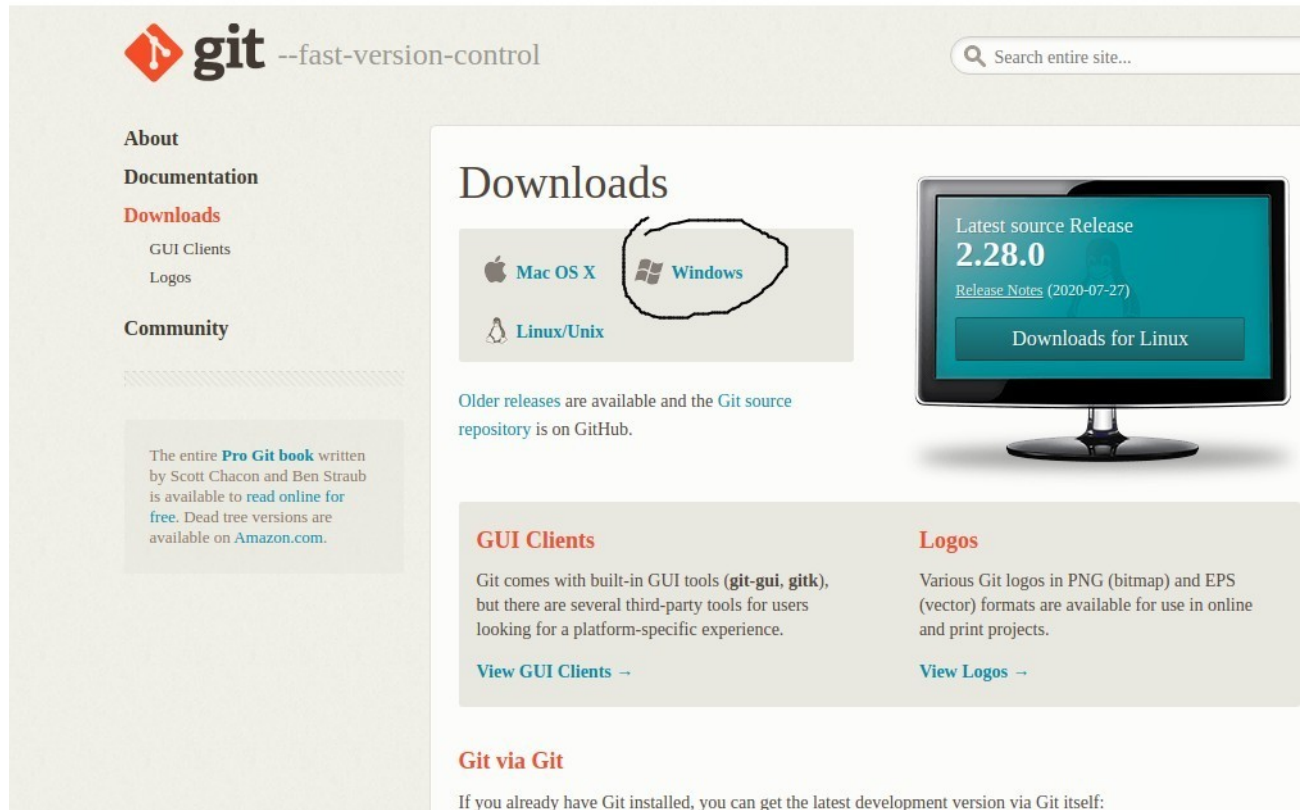 git --fast-version-control
Search entire site...
About
Documentation
Downloads
GUI Clients
Logos
Community
The entire Pro Git book written
by Scott Chacon and Ben Straub
is available to read online for
free. Dead tree versions are
available on Amazon.com.
Downloads
Mac OS X
Windows
Linux/Unix
Older releases are available and the Git source
repository is on GitHub.
Latest source Release
2.28.0
Release Notes (2020-07-27)
Downloads for Linux
GUI Clients
Git comes with built-in GUI tools (git-gui, gitk),
but there are several third-party tools for users
looking for a platform-specific experience.
View GUI Clients →
Logos
Various Git logos in PNG (bitmap) and EPS
(vector) formats are available for use in online
and print projects.
View Logos →
Git via Git
If you already have Git installed, you can get the latest development version via Git itself: